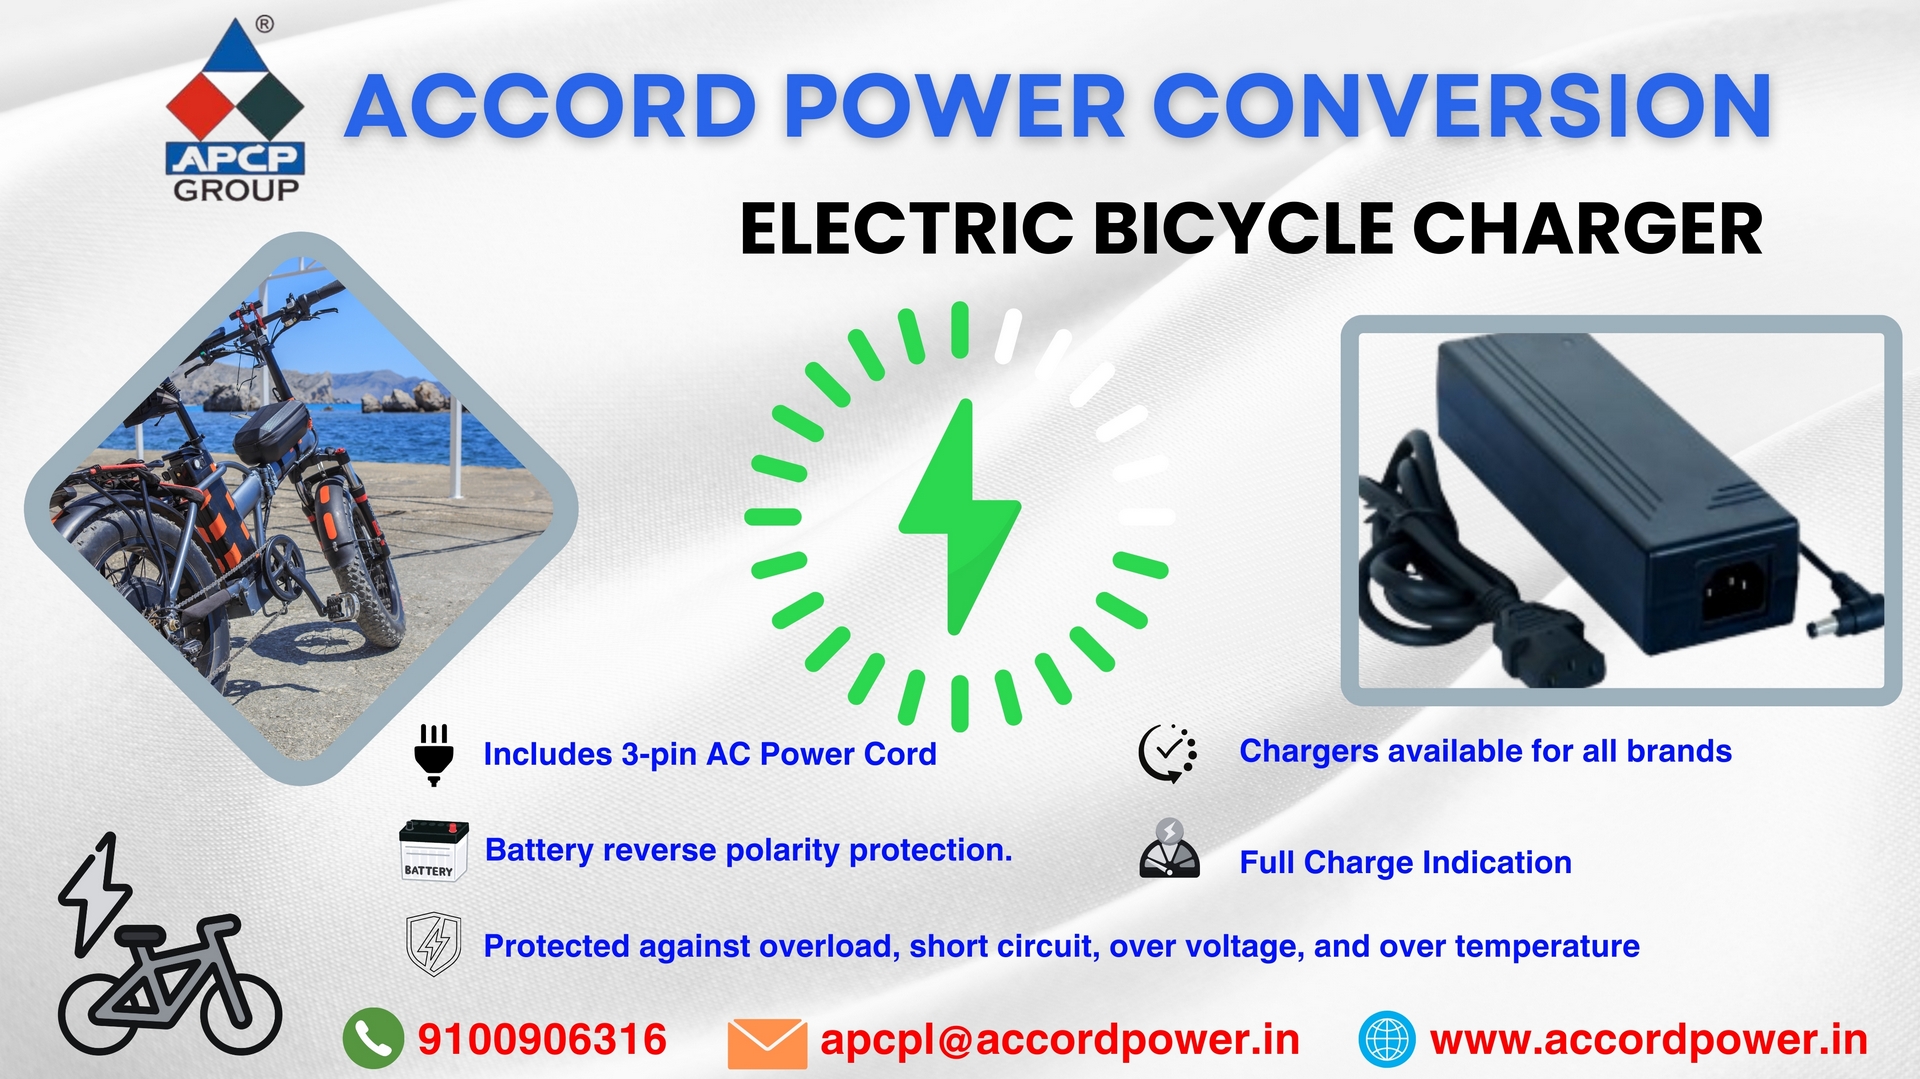 ®
APCP
GROUP
ACCORD POWER CONVERSION
ELECTRIC BICYCLE CHARGER
Includes 3-pin AC Power Cord
Chargers available for all brands
BATTERY
Battery reverse polarity protection.
Full Charge Indication
Protected against overload, short circuit, over voltage, and over temperature
9100906316
apcpl@accordpower.in
www.accordpower.in